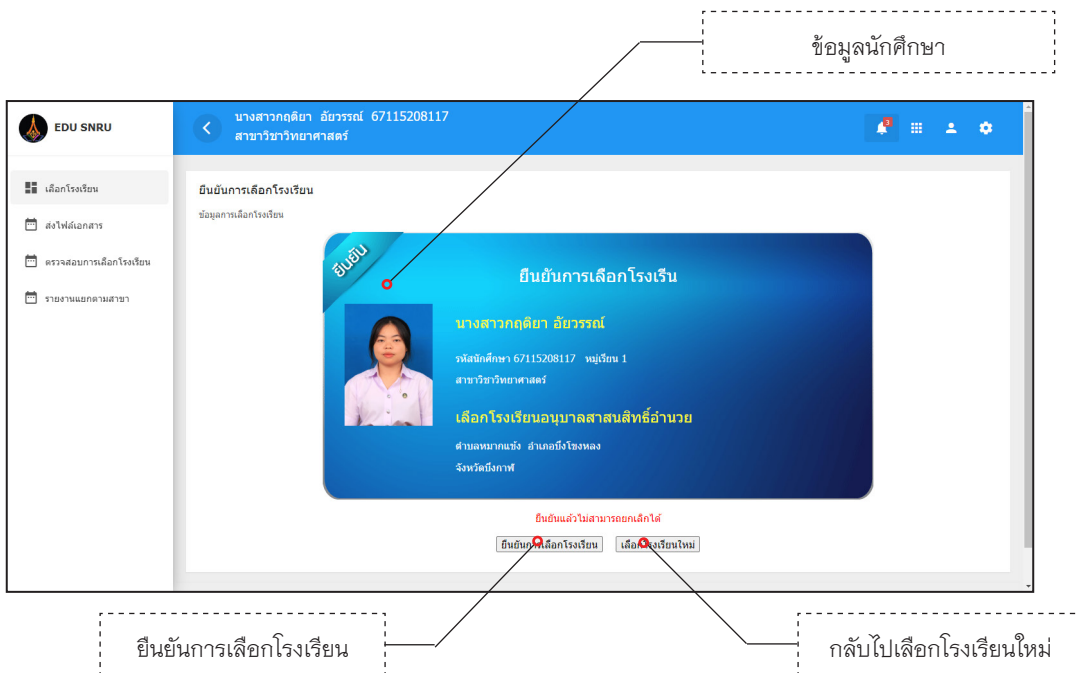 ข้อมูลนักศึกษา
EDU SNRU
นางสาวกฤติยา อัยวรรณ์ 67115208117
สาขาวิชาวิทยาศาสตร์
3
เลือกโรงเรียน
ส่งไฟล์เอกสาร
ตรวจสอบการเลือกโรงเรียน
รายงานแยกตามสาขา
ยืนยันการเลือกโรงเรียน
ข้อมูลการเลือกโรงเรียน
ยืนยัน
ยืนยันการเลือกโรงเรีน
นางสาวกฤติยา อัยวรรณ์
รหัสนักศึกษา 67115208117 หมู่เรียน 1
สาขาวิชาวิทยาศาสตร์
เลือกโรงเรียนอนุบาลสาสนสิทธิ์อำนวย
ตำบลหมากแข้ง อำเภอบึงโขงหลง
จังหวัดบึงกาฬ
ยืนยันแล้วไม่สามารถยกเลิกได้
ยืนยันการเลือกโรงเรียน เลือกโรงเรียนใหม่
ยืนยันการเลือกโรงเรียน กลับไปเลือกโรงเรียนใหม่